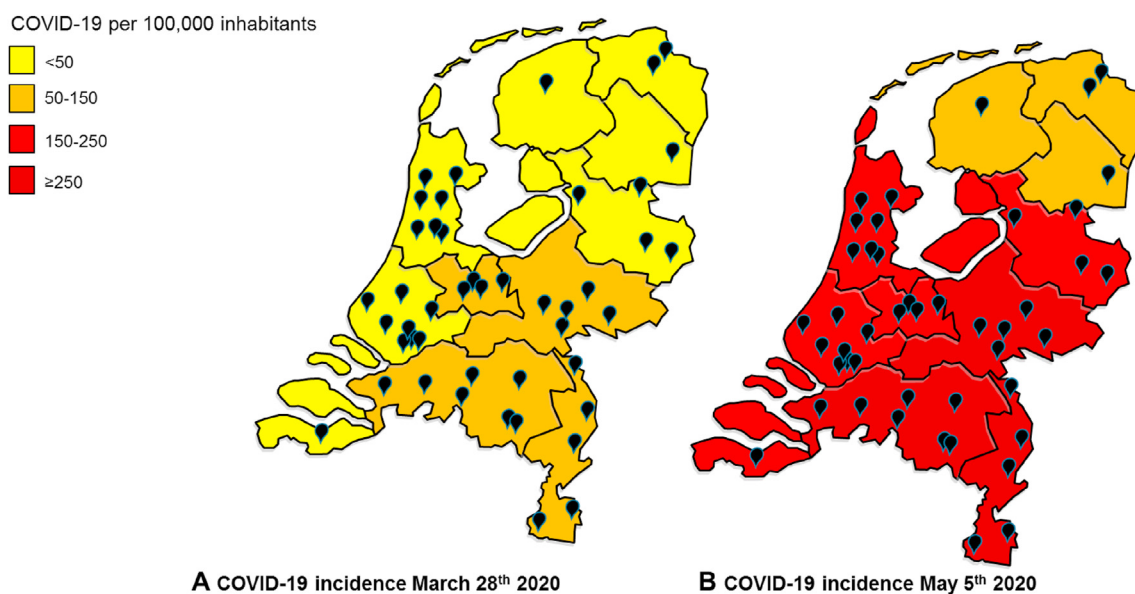 COVID-19 per 100,000 inhabitants
<50
50-150
150-250
≥250
A COVID-19 incidence March 28th 2020
B COVID-19 incidence May 5th 2020